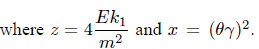 where z = 4 Ek₁/m² and x = (θγ)².